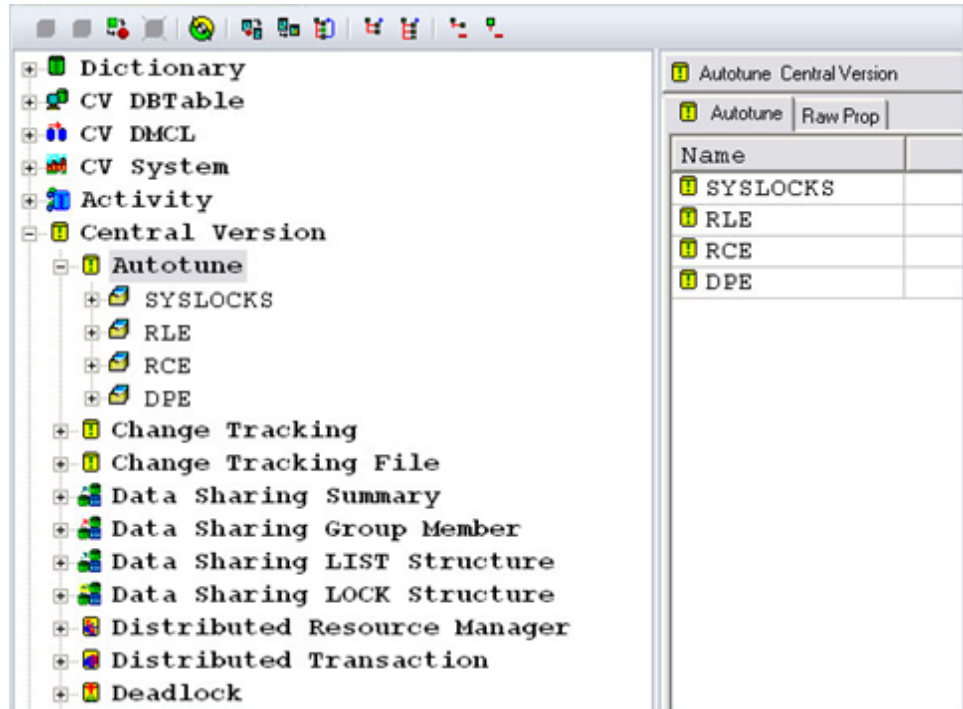 Dictionary
CV DBTable
CV DMCL
CV System
Activity
Central Version
Autotune
SYSLOCKS
RLE
RCE
DPE
Change Tracking
Change Tracking File
Data Sharing Summary
Data Sharing Group Member
Data Sharing LIST Structure
Data Sharing LOCK Structure
Distributed Resource Manager
Distributed Transaction
Deadlock
Autotune Central Version
Autotune Raw Prop
Name
SYSLOCKS
RLE
RCE
DPE